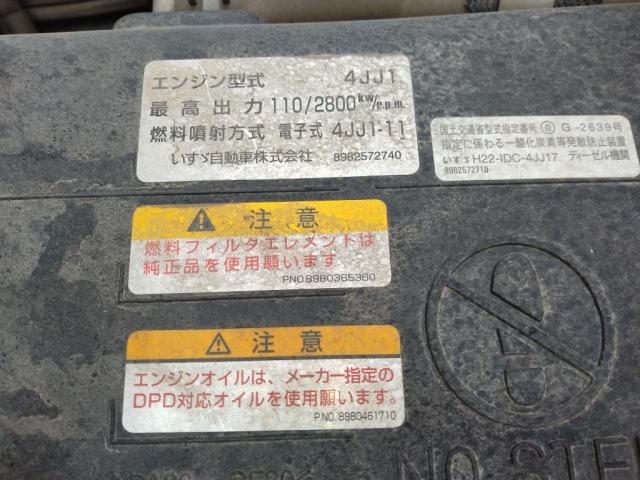 エンジン型式 4JJ1
最高出力 110/2800kw/r.p.m.
燃料噴射方式 電子式 4JJ1-11
いすゞ自動車株式会社 8982572740
国土交通省型式指定番号 Ⓑ G -2639号
指定に係わる一酸化炭素等発散防止装置
いすゞH22-IDC-4JJ17 ディーゼル機関
8982572710
注意
燃料フィルタエレメントは
純正品を使用願います
PNO.8980365360
注意
エンジンオイルは、メーカー指定の
DPD対応オイルを使用願います。
P.NO. 8980461710
NO STE